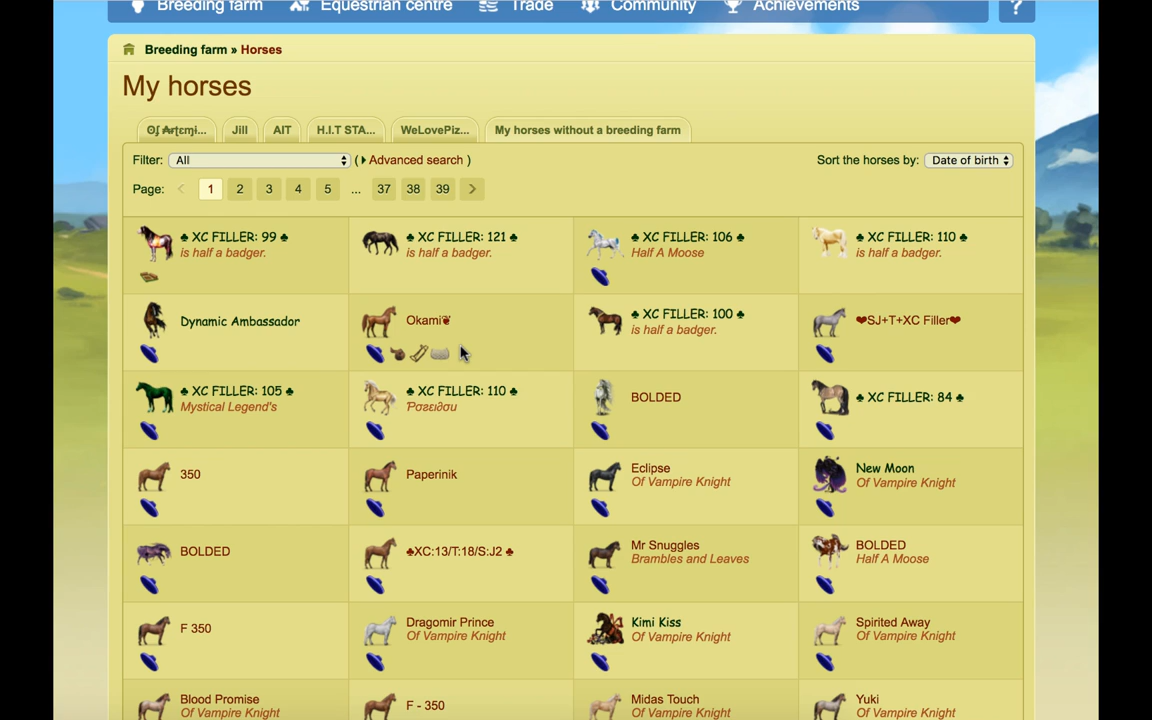 Breeding farm Equestrian centre Trade Community Achievements ?
Breeding farm » Horses
My horses
Jill AIT H.I.T STA... WeLovePiz... My horses without a breeding farm
Filter: All ( Advanced search ) Sort the horses by: Date of birth
Page: < 1 2 3 4 5 ... 37 38 39 >
♣ XC FILLER: 99 ♣ ♣ XC FILLER: 121 ♣ ♣ XC FILLER: 106 ♣ ♣ XC FILLER: 110 ♣
is half a badger. is half a badger. Half A Moose is half a badger.
Dynamic Ambassador Okami❦ ♣ XC FILLER: 100 ♣ ❤SJ+T+XC Filler❤
is half a badger.
♣ XC FILLER: 105 ♣ ♣ XC FILLER: 110 ♣ BOLDED ♣ XC FILLER: 84 ♣
Mystical Legend's
350 Paperinik Eclipse New Moon
Of Vampire Knight Of Vampire Knight
BOLDED ♣XC:13/T:18/S:J2 ♣ Mr Snuggles BOLDED
Brambles and Leaves Half A Moose
F 350 Dragomir Prince Kimi Kiss Spirited Away
Of Vampire Knight Of Vampire Knight Of Vampire Knight
Blood Promise F - 350 Midas Touch Yuki
Of Vampire Knight Of Vampire Knight Of Vampire Knight